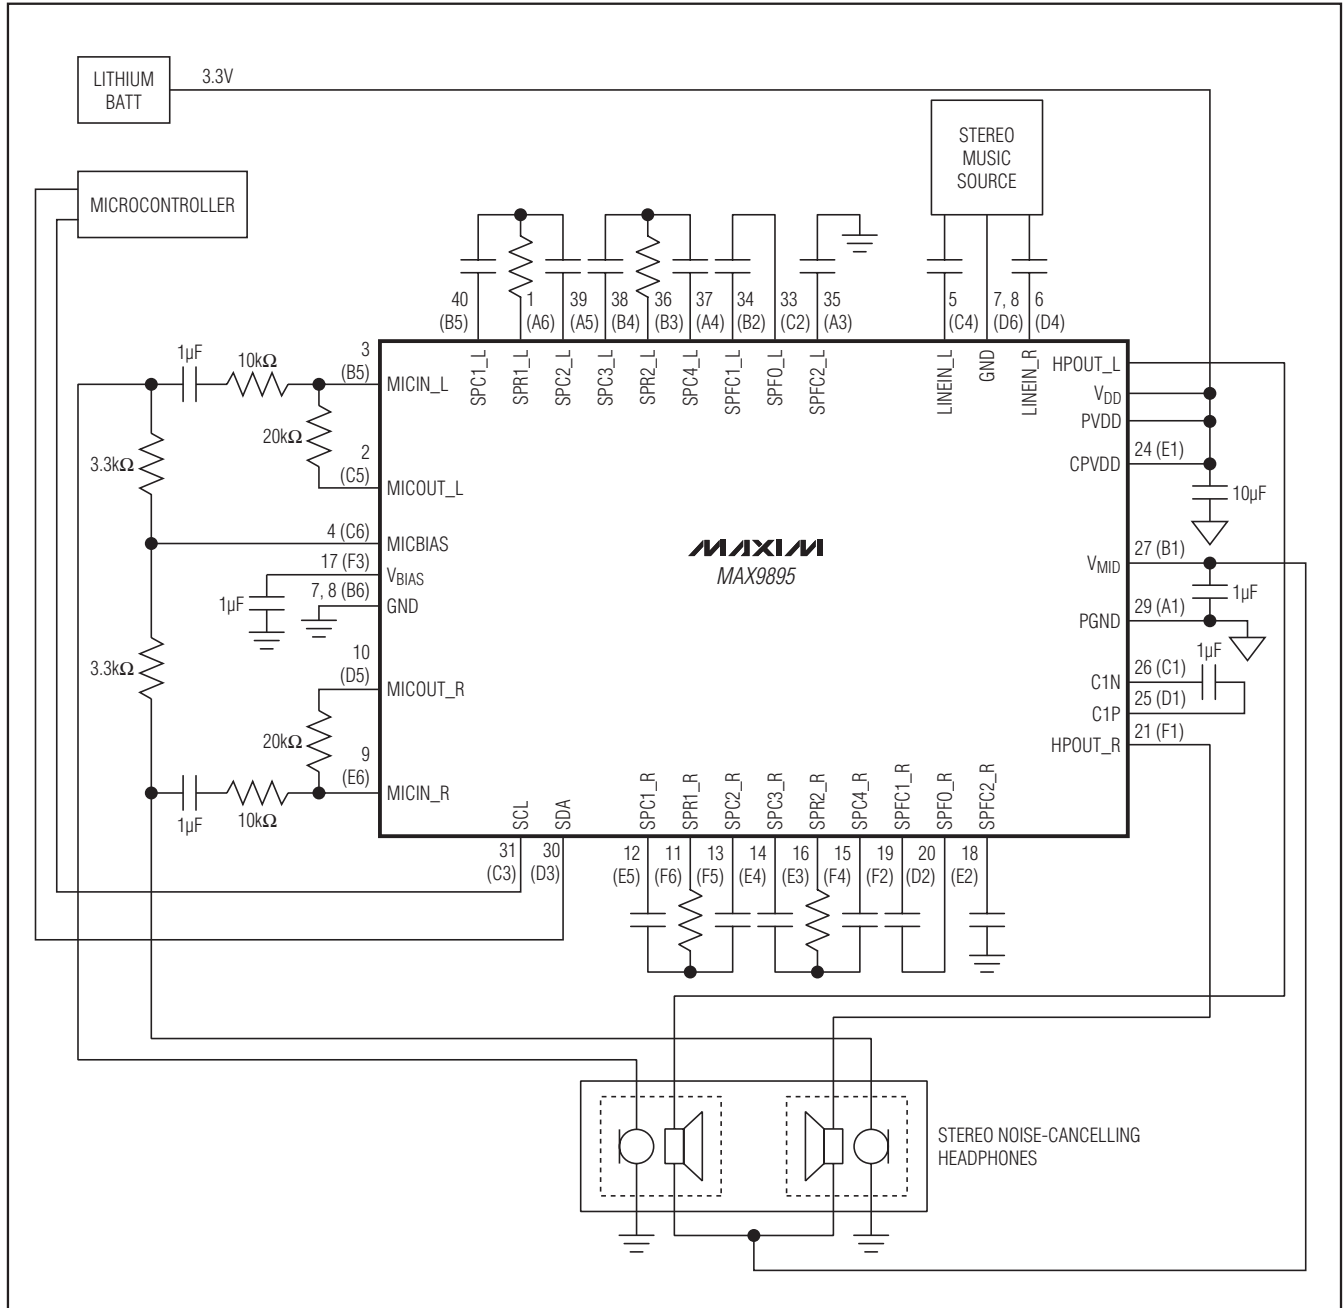 LITHIUM
BATT
3.3V
MICROCONTROLLER
STEREO
MUSIC
SOURCE
40
(B5)
1
(A6)
39
(A5)
38
(B4)
36
(B3)
37
(A4)
34
(B2)
33
(C2)
35
(A3)
5
(C4)
7, 8
(D6)
6
(D4)
SPC1_L
SPR1_L
SPC2_L
SPC3_L
SPR2_L
SPC4_L
SPFC1_L
SPFO_L
SPFC2_L
LINEIN_L
GND
LINEIN_R
1µF
10kΩ
3
(B5)
MICIN_L
20kΩ
2
(C5)
MICOUT_L
3.3kΩ
4 (C6)
MICBIAS
17 (F3)
VBIAS
1µF
7, 8 (B6)
GND
3.3kΩ
10
(D5)
MICOUT_R
20kΩ
9
(E6)
MICIN_R
1µF
10kΩ
MAXIM
MAX9895
HPOUT_L
VDD
PVDD
CPVDD
24 (E1)
10µF
VMID
27 (B1)
1µF
PGND
29 (A1)
1µF
C1N
26 (C1)
C1P
25 (D1)
HPOUT_R
21 (F1)
SCL
SDA
SPC1_R
SPR1_R
SPC2_R
SPC3_R
SPR2_R
SPC4_R
SPFC1_R
SPFO_R
SPFC2_R
31
(C3)
30
(D3)
12
(E5)
11
(F6)
13
(F5)
14
(E4)
16
(E3)
15
(F4)
19
(F2)
20
(D2)
18
(E2)
STEREO NOISE-CANCELLING
HEADPHONES